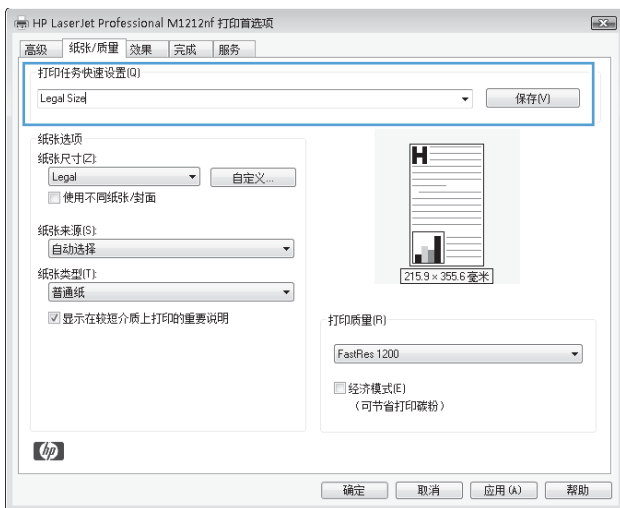 HP LaserJet Professional M1212nf 打印首选项
高级 纸张/质量 效果 完成 服务
打印任务快速设置(Q)
Legal Size 保存(V)
纸张选项
纸张尺寸(Z):
Legal 自定义...
使用不同纸张/封面
纸张来源(S):
自动选择
纸张类型(T):
普通纸
显示在较短介质上打印的重要说明
H
215.9 × 355.6 毫米
打印质量(R)
FastRes 1200
经济模式(E)
(可节省打印碳粉)
hp
确定 取消 应用(A) 帮助